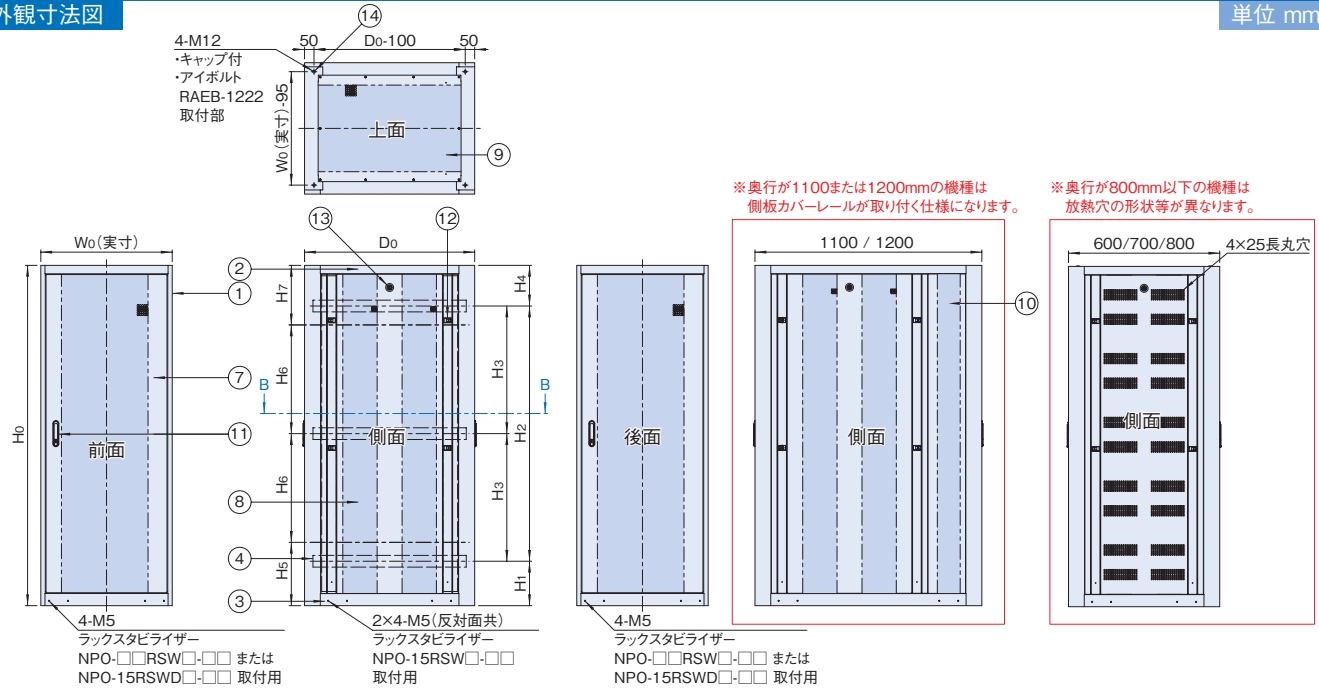 外観寸法図
単位 mm
4-M12
・キャップ付
・アイボルト
RAEB-1222
取付部
50
D0-100
50
⑭
W0(実寸)-95
上面
⑨
※奥行が1100または1200mmの機種は
側板カバーレールが取り付く仕様になります。
※奥行が800mm以下の機種は
放熱穴の形状等が異なります。
W0(実寸)
⑬
⑫
D0
1100 / 1200
600/700/800
4×25長丸穴
②
①
H7
H4
⑩
H6
H3
⑦
B
B
H0
H2
⑪
前面
側面
後面
側面
側面
H6
H3
⑧
④
H5
H1
③
4-M5
ラックスタビライザー
NPO-□□RSW□-□□ または
NPO-15RSWD□-□□ 取付用
2×4-M5(反対面共)
ラックスタビライザー
NPO-15RSW□-□□
取付用
4-M5
ラックスタビライザー
NPO-□□RSW□-□□ または
NPO-15RSWD□-□□ 取付用